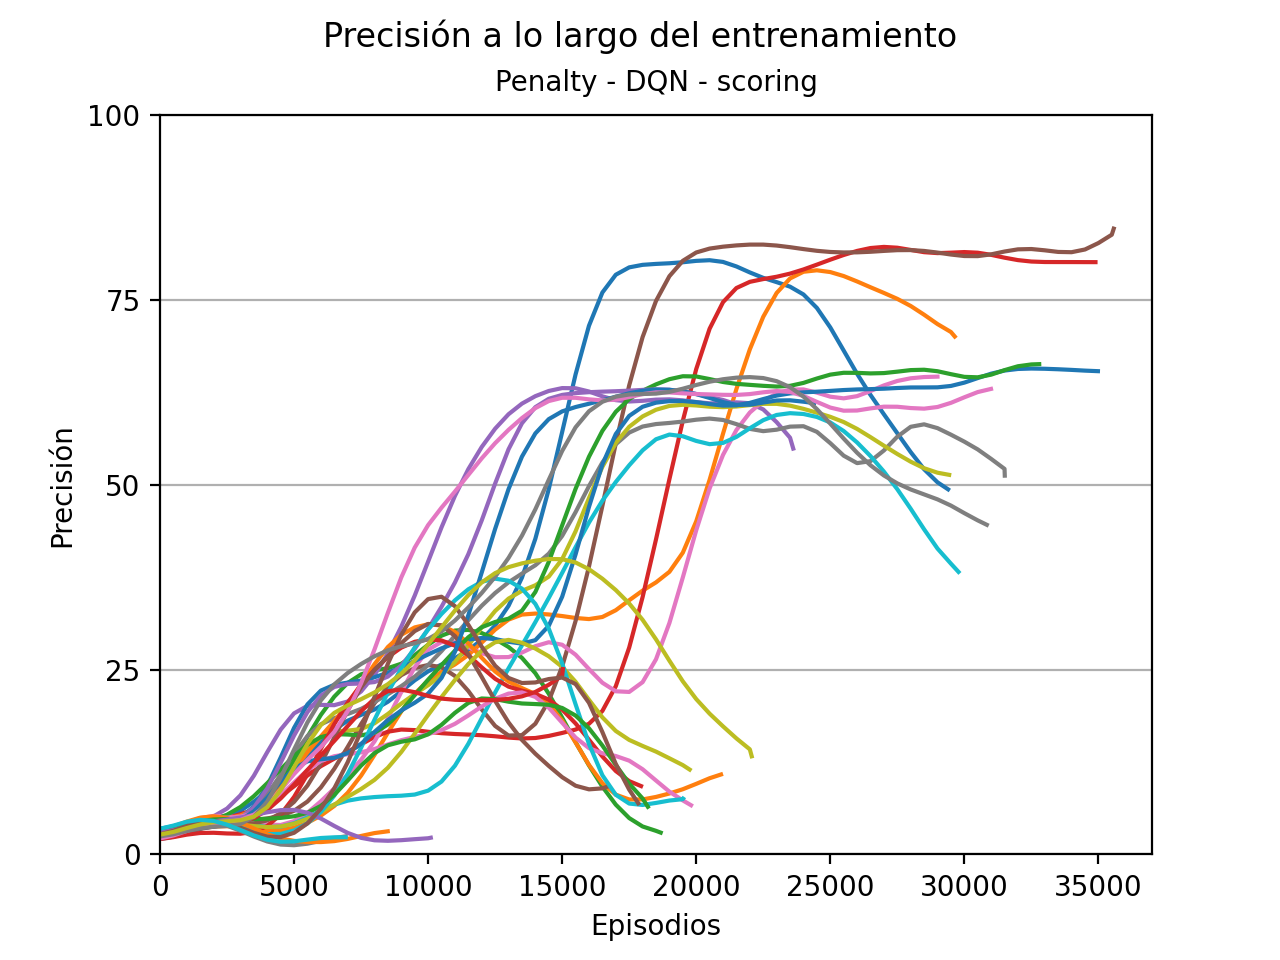 Precisión a lo largo del entrenamiento
Penalty - DQN - scoring
100
75
50
25
0
Precisión
0 5000 10000 15000 20000 25000 30000 35000
Episodios